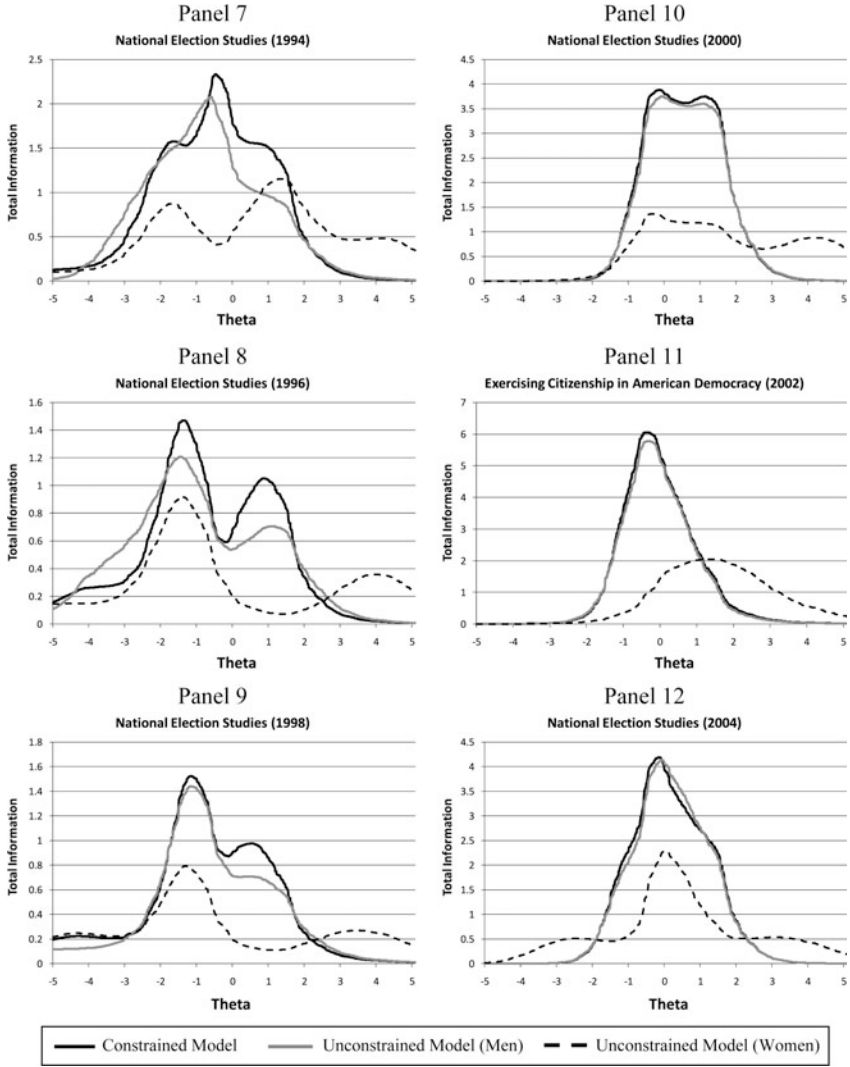 Panel 7
National Election Studies (1994)
Total Information
2.5
2
1.5
1
0.5
0
-5 -4 -3 -2 -1 0 1 2 3 4 5
Theta
Panel 10
National Election Studies (2000)
Total Information
4.5
4
3.5
3
2.5
2
1.5
1
0.5
0
-5 -4 -3 -2 -1 0 1 2 3 4 5
Theta
Panel 8
National Election Studies (1996)
Total Information
1.6
1.4
1.2
1
0.8
0.6
0.4
0.2
0
-5 -4 -3 -2 -1 0 1 2 3 4 5
Theta
Panel 11
Exercising Citizenship in American Democracy (2002)
Total Information
7
6
5
4
3
2
1
0
-5 -4 -3 -2 -1 0 1 2 3 4 5
Theta
Panel 9
National Election Studies (1998)
Total Information
1.8
1.6
1.4
1.2
1
0.8
0.6
0.4
0.2
0
-5 -4 -3 -2 -1 0 1 2 3 4 5
Theta
Panel 12
National Election Studies (2004)
Total Information
4.5
4
3.5
3
2.5
2
1.5
1
0.5
0
-5 -4 -3 -2 -1 0 1 2 3 4 5
Theta
Constrained Model Unconstrained Model (Men) Unconstrained Model (Women)